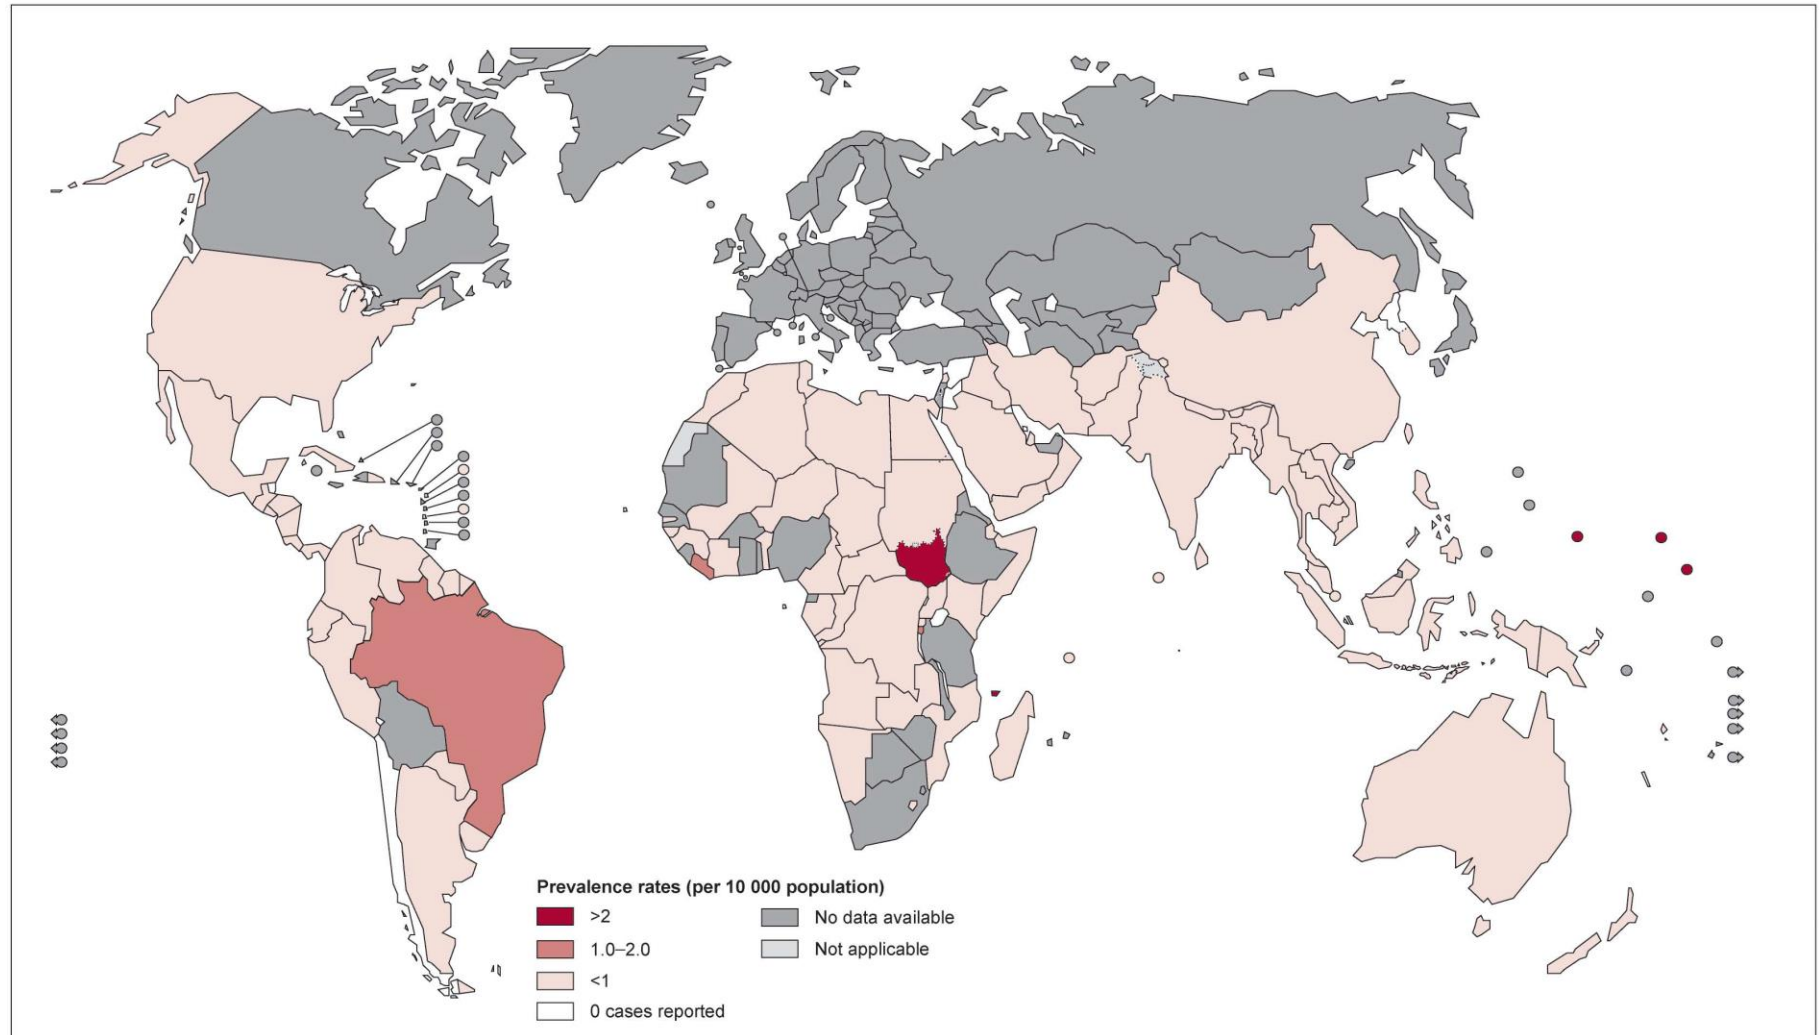 Prevalence rates (per 10 000 population)
>2
1.0–2.0
<1
0 cases reported
No data available
Not applicable